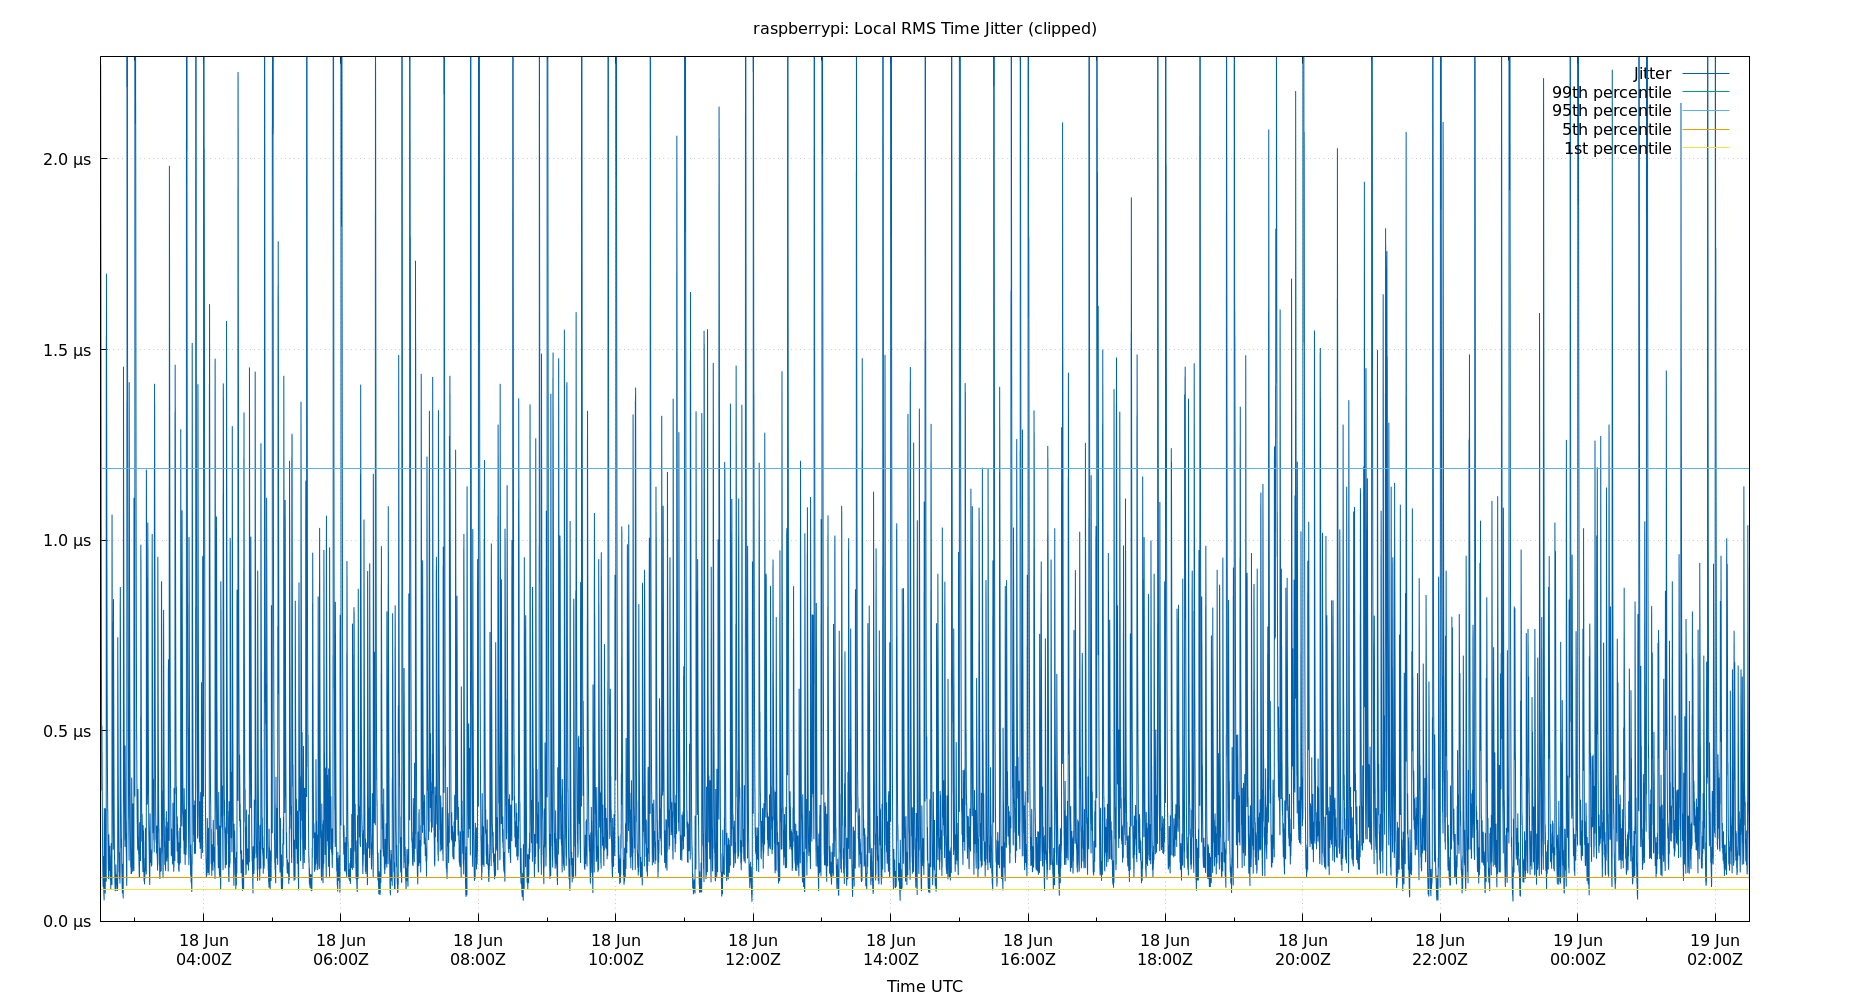 raspberrypi: Local RMS Time Jitter (clipped)
Jitter
99th percentile
95th percentile
5th percentile
1st percentile
2.0 µs
1.5 µs
1.0 µs
0.5 µs
0.0 µs
18 Jun 18 Jun 18 Jun 18 Jun 18 Jun 18 Jun 18 Jun 18 Jun 18 Jun 18 Jun 19 Jun 19 Jun
04:00Z 06:00Z 08:00Z 10:00Z 12:00Z 14:00Z 16:00Z 18:00Z 20:00Z 22:00Z 00:00Z 02:00Z
Time UTC